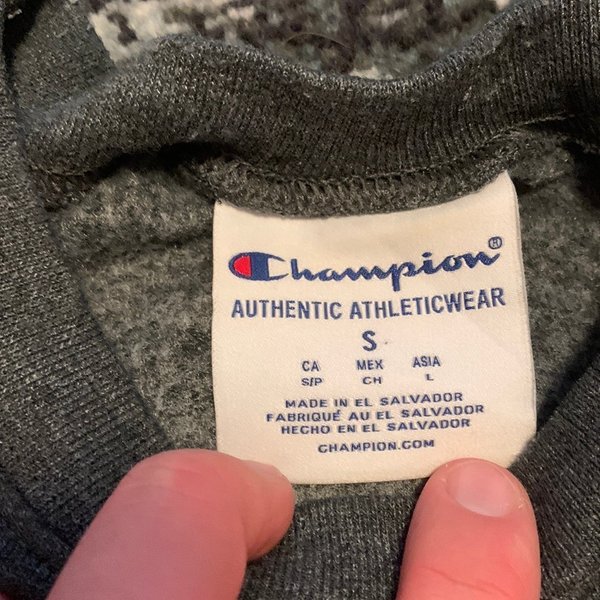 Champion®
AUTHENTIC ATHLETICWEAR
S
CA MEX ASIA
S/P CH L
MADE IN EL SALVADOR
FABRIQUÉ AU EL SALVADOR
HECHO EN EL SALVADOR
CHAMPION.COM